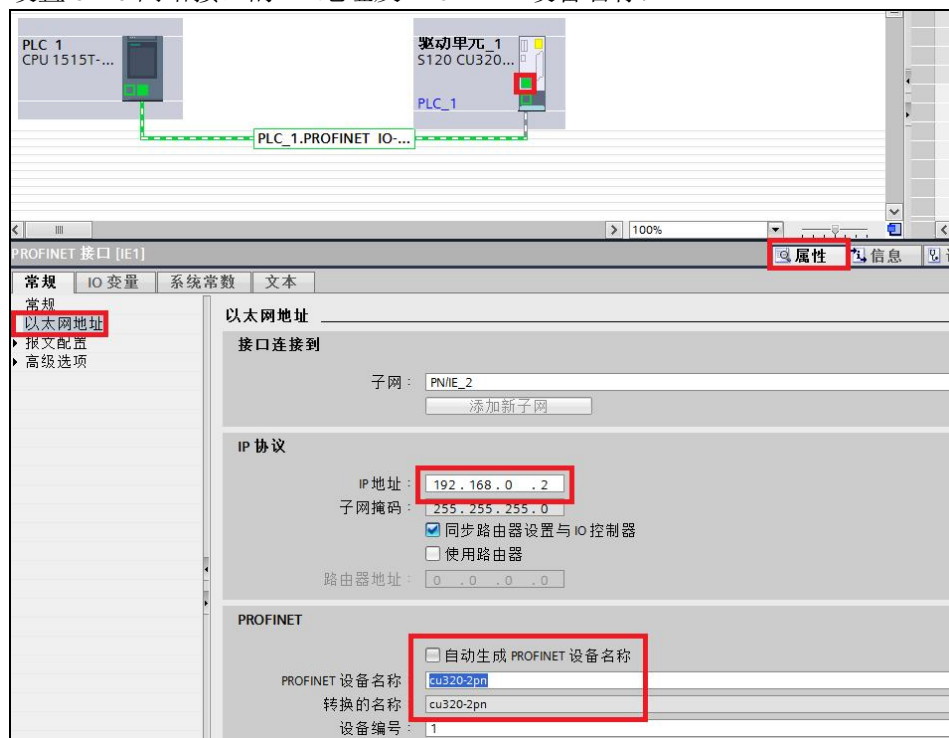 PLC 1
CPU 1515T-...
驱动单元_1
S120 CU320...
PLC_1
PLC_1.PROFINET IO-...
100%
PROFINET 接口 [IE1]
属性
信息
常规
IO 变量
系统常数
文本
常规
以太网地址
报文配置
高级选项
以太网地址
接口连接到
子网：
PN/IE_2
添加新子网
IP 协议
IP 地址：
192 . 168 . 0 . 2
子网掩码：
255 . 255 . 255 . 0
同步路由器设置与 IO 控制器
使用路由器
路由器地址：
0 . 0 . 0 . 0
PROFINET
自动生成 PROFINET 设备名称
PROFINET 设备名称
cu320-2pn
转换的名称
cu320-2pn
设备编号：
1